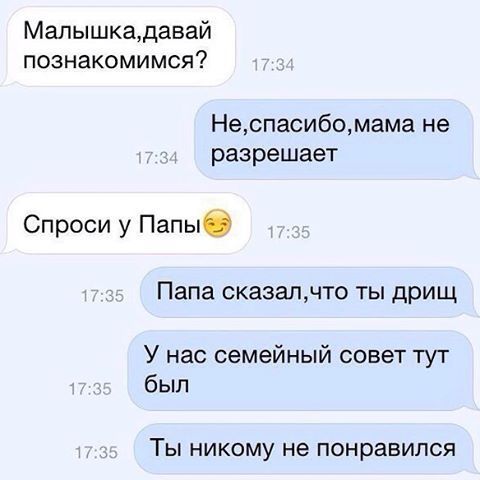 Малышка,давай
познакомимся?
17:34
Не,спасибо,мама не
17:34 разрешает
Спроси у Папы😏
17:35
17:35 Папа сказал,что ты дрищ
У нас семейный совет тут
17:35 был
17:35 Ты никому не понравился